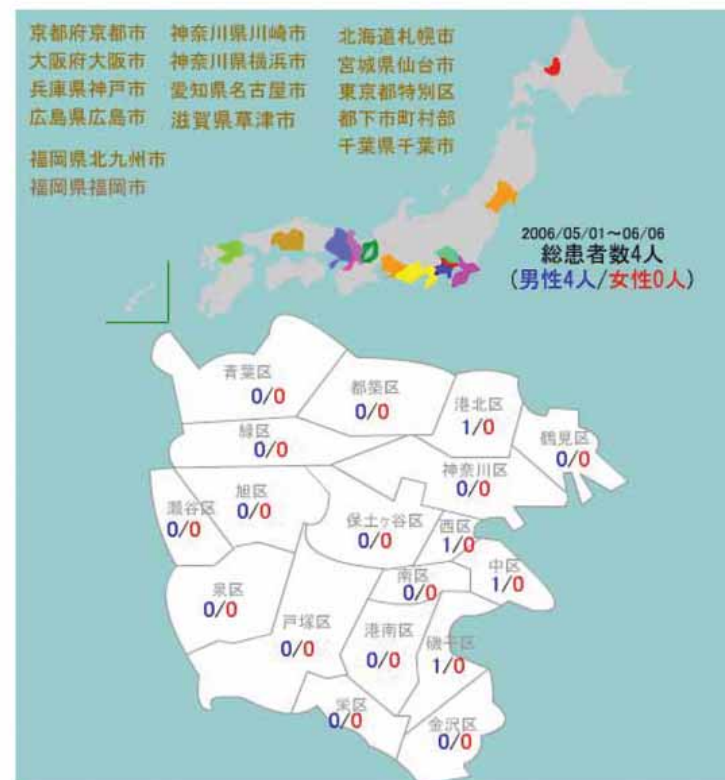 京都府京都市
大阪府大阪市
兵庫県神戸市
広島県広島市
福岡県北九州市
福岡県福岡市
神奈川県川崎市
神奈川県横浜市
愛知県名古屋市
滋賀県草津市
北海道札幌市
宮城県仙台市
東京都特別区
都下市町村部
千葉県千葉市
2006/05/01～06/06
総患者数4人
(男性4人/女性0人)
青葉区
0/0
都築区
0/0
港北区
1/0
鶴見区
0/0
緑区
0/0
神奈川区
0/0
瀬谷区
0/0
旭区
0/0
保土ヶ谷区
0/0
西区
1/0
中区
1/0
南区
0/0
泉区
0/0
戸塚区
0/0
港南区
0/0
磯子区
1/0
栄区
0/0
金沢区
0/0